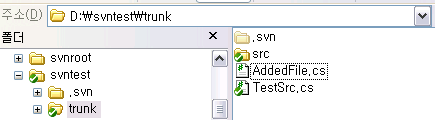 주소(D) D:₩svntest₩trunk
폴더
svnroot
svntest
.svn
trunk
.svn
src
AddedFile.cs
TestSrc.cs